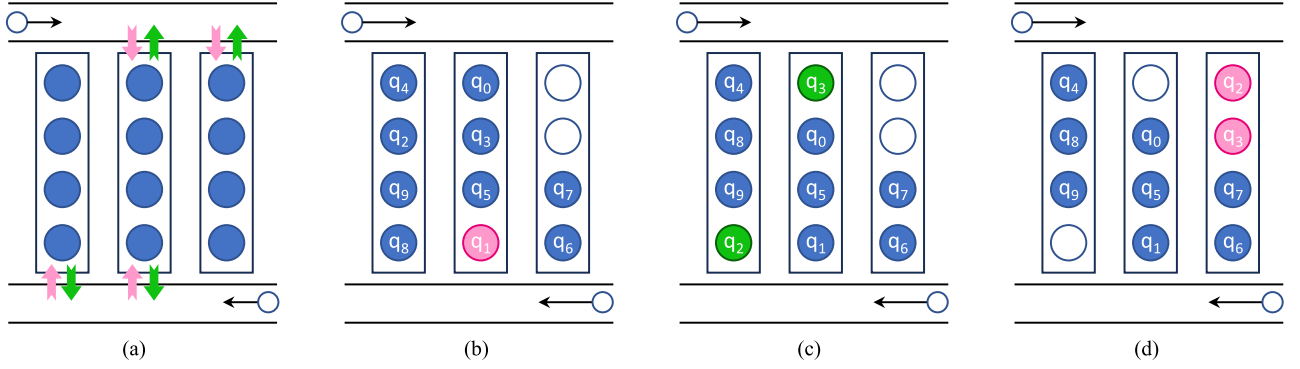 q4 q0 q4 q3 q4 q2
q2 q3 q8 q0 q8 q0 q3
q9 q5 q7 q9 q5 q7 q9 q5 q7
q8 q1 q6 q2 q1 q6 q1 q6
(a) (b) (c) (d)